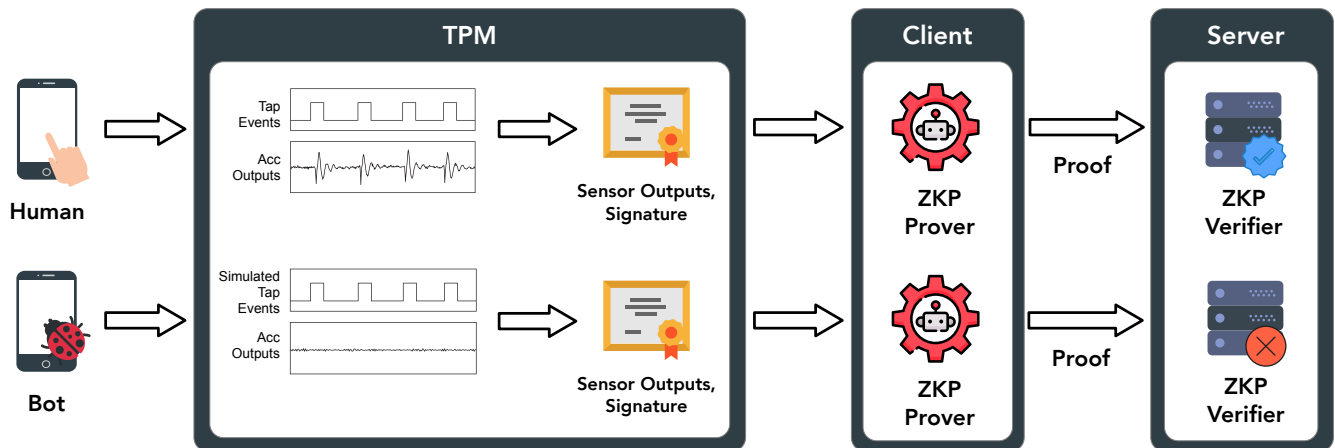 TPM
Client
Server
Tap
Events
Acc
Outputs
Sensor Outputs,
Signature
Human
ZKP
Prover
Proof
ZKP
Verifier
Simulated
Tap
Events
Acc
Outputs
Sensor Outputs,
Signature
Bot
ZKP
Prover
Proof
ZKP
Verifier